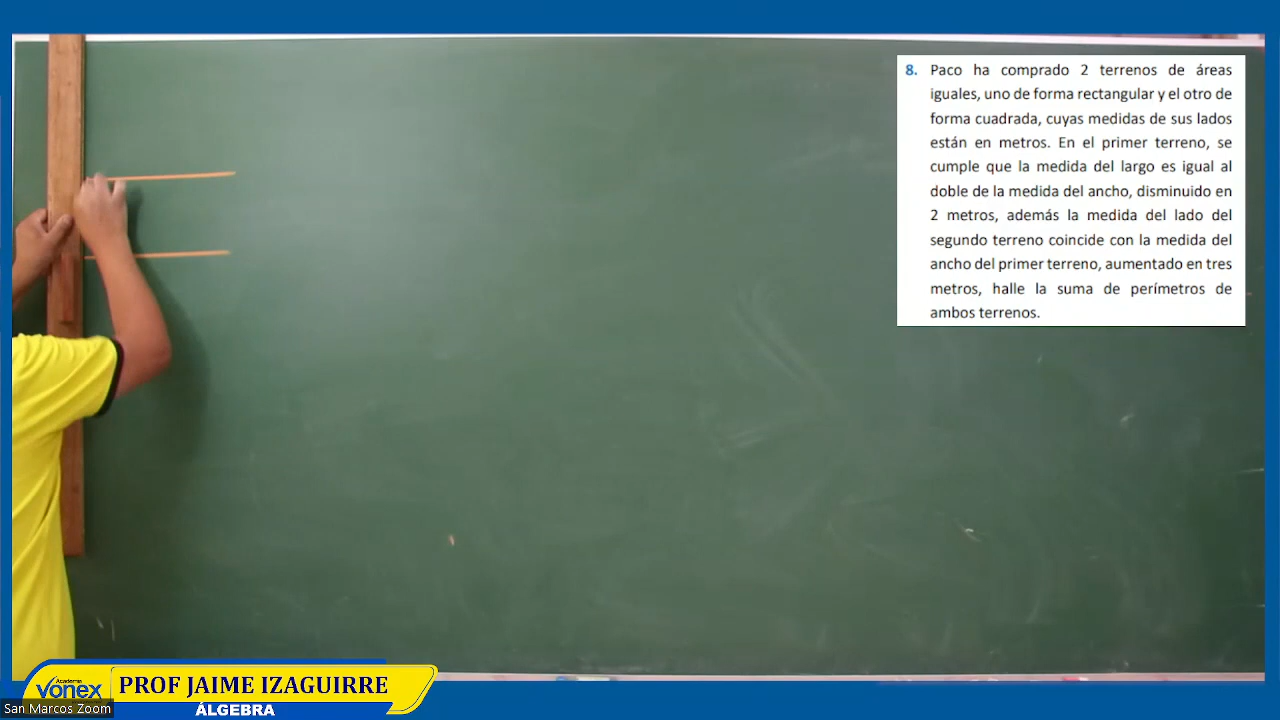 8. Paco ha comprado 2 terrenos de áreas
iguales, uno de forma rectangular y el otro de
forma cuadrada, cuyas medidas de sus lados
están en metros. En el primer terreno, se
cumple que la medida del largo es igual al
doble de la medida del ancho, disminuido en
2 metros, además la medida del lado del
segundo terreno coincide con la medida del
ancho del primer terreno, aumentado en tres
metros, halle la suma de perímetros de
ambos terrenos.
Academia
vonex
PROF JAIME IZAGUIRRE
ÁLGEBRA
San Marcos Zoom